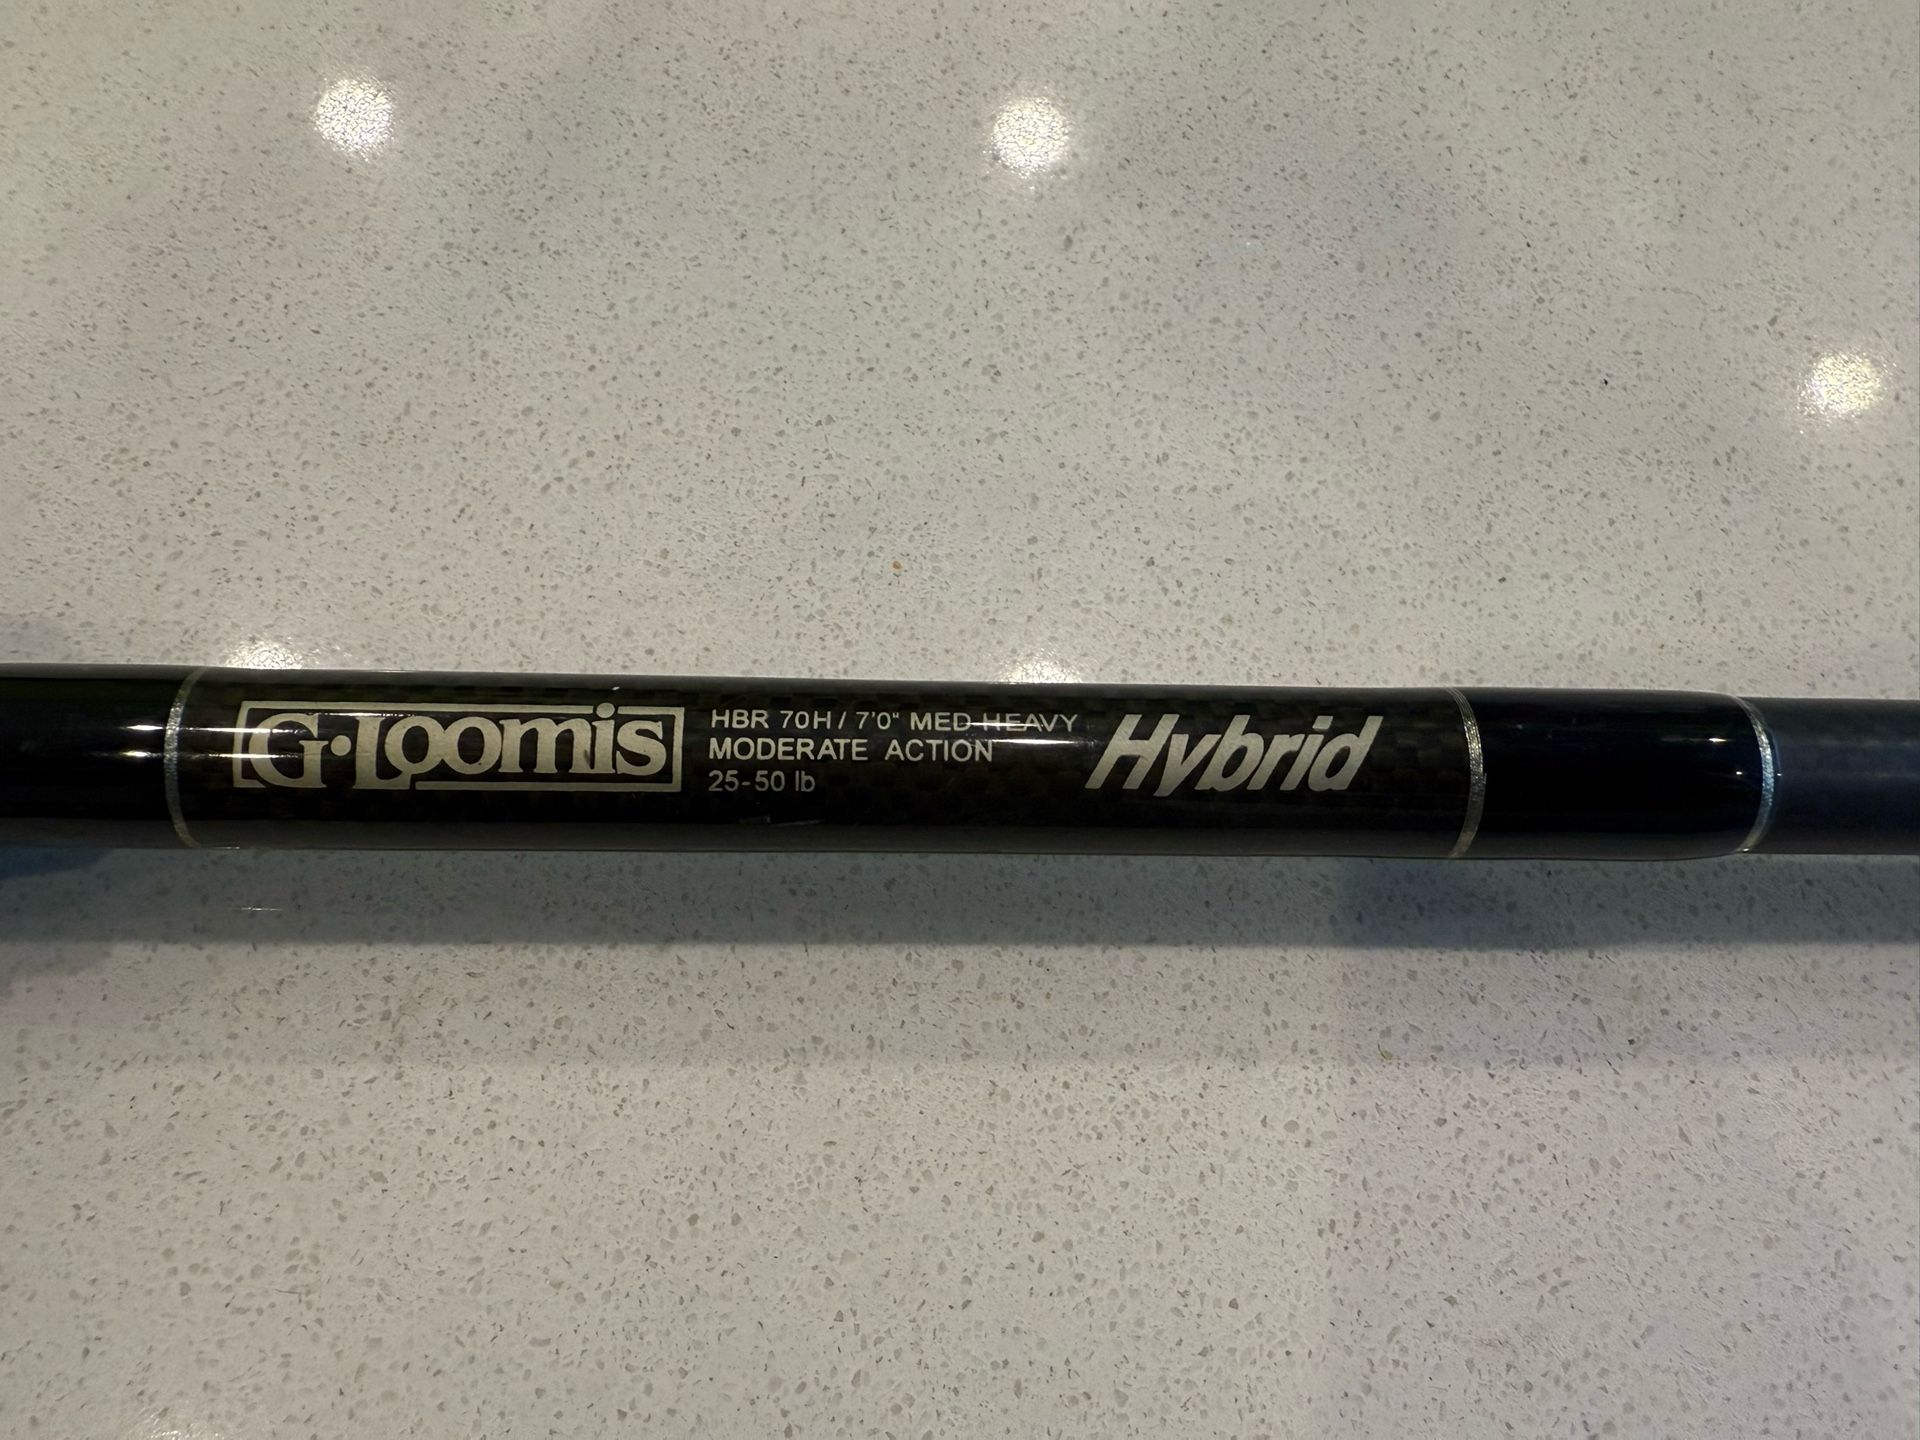 G·Loomis
HBR 70H / 7'0" MED HEAVY
MODERATE ACTION
25-50 lb
Hybrid